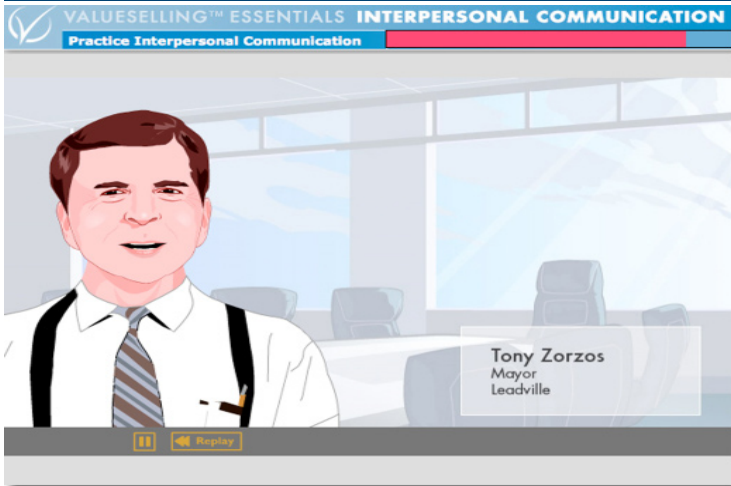 VALUESELLING™ ESSENTIALS INTERPERSONAL COMMUNICATION
Practice Interpersonal Communication
Tony Zorzos
Mayor
Leadville
Replay